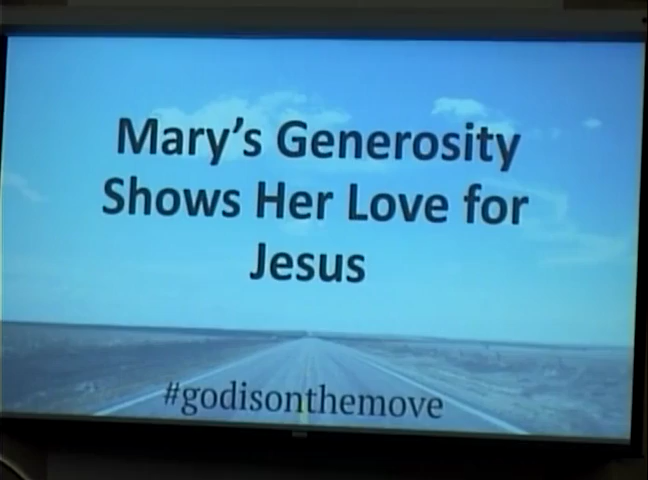 Mary’s Generosity
Shows Her Love for
Jesus
#godisonthemove